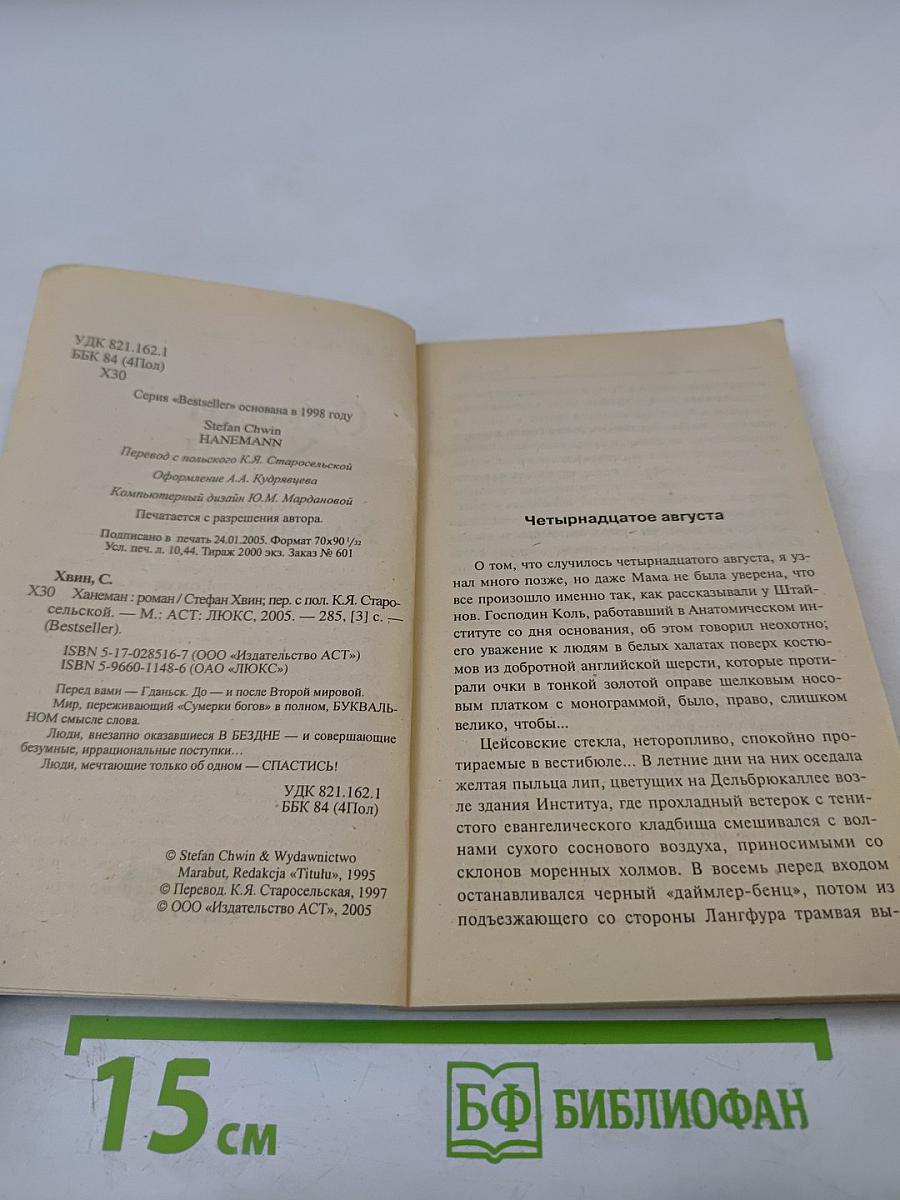 УДК 821.162.1
ББК 84 (4Пол)
Х30
Серия «Bestseller» основана в 1998 году
Stefan Chwin
HANEMANN
Перевод с польского К.Я. Старосельской
Оформление А.А. Кудрявцева
Компьютерный дизайн Ю.М. Мардановой
Печатается с разрешения автора.
Подписано в печать 24.01.2005. Формат 70х90 1/32
Усл. печ. л. 10,44. Тираж 2000 экз. Заказ № 601
Хвин, С.
Х30 Ханеман : роман / Стефан Хвин; пер. с пол. К.Я. Старо-
сельской. — М.: АСТ: ЛЮКС, 2005. — 285, [3] с. —
(Bestseller).
ISBN 5-17-028516-7 (ООО «Издательство АСТ»)
ISBN 5-9660-1148-6 (ОАО «ЛЮКС»)
Перед вами — Гданьск. До — и после Второй мировой.
Мир, переживающий «Сумерки богов» в полном, БУКВАЛЬ-
НОМ смысле слова.
Люди, внезапно оказавшиеся В БЕЗДНЕ — и совершающие
безумные, иррациональные поступки...
Люди, мечтающие только об одном — СПАСТИСЬ!
УДК 821.162.1
ББК 84 (4Пол)
© Stefan Chwin & Wydawnictwo
Marabut, Redakcja «Tytułu», 1995
© Перевод. К.Я. Старосельская, 1997
© ООО «Издательство АСТ», 2005
Четырнадцатое августа
О том, что случилось четырнадцатого августа, я уз-
нал много позже, но даже Мама не была уверена, что
все произошло именно так, как рассказывали у Штай-
нов. Господин Коль, работавший в Анатомическом ин-
ституте со дня основания, об этом говорил неохотно;
его уважение к людям в белых халатах поверх костю-
мов из добротной английской шерсти, которые проти-
рали очки в тонкой золотой оправе шелковым носо-
вым платком с монограммой, было, право, слишком
велико, чтобы...
Цейсовские стекла, неторопливо, спокойно про-
тираемые в вестибюле... В летние дни на них оседала
желтая пыльца лип, цветущих на Дельбрюкаллее воз-
ле здания Институа, где прохладный ветерок с тени-
стого евангелического кладбища смешивался с вол-
нами сухого соснового воздуха, приносимыми со
склонов моренных холмов. В восемь перед входом
останавливался черный «даймлер-бенц», потом из
подъезжающего со стороны Лангфура трамвая вы-
15 см
БФ БИБЛИОФАН